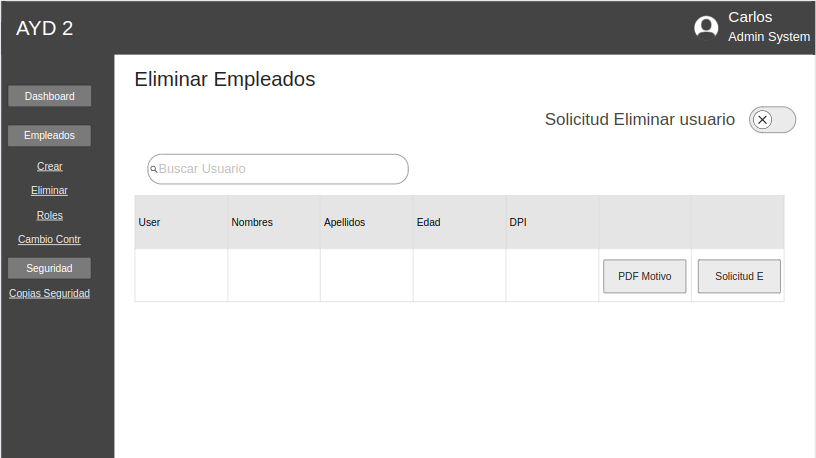 AYD 2
Carlos
Admin System
Dashboard
Empleados
Crear
Eliminar
Roles
Cambio Contr
Seguridad
Copias Seguridad
Eliminar Empleados
Solicitud Eliminar usuario
Buscar Usuario
User Nombres Apellidos Edad DPI
PDF Motivo Solicitud E